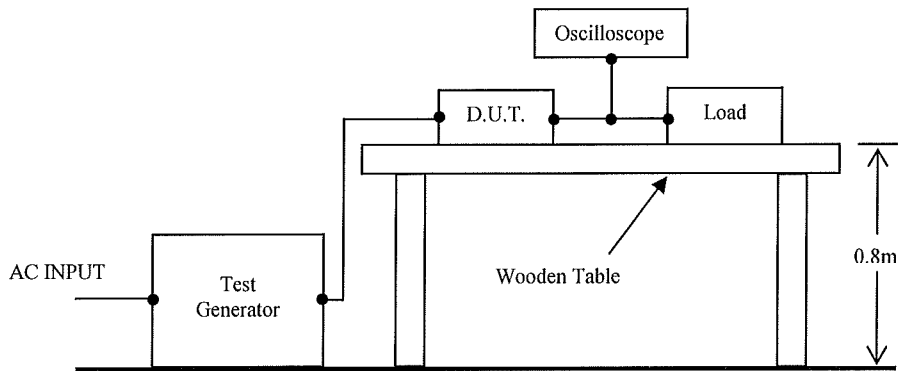 Oscilloscope
D.U.T.
Load
AC INPUT
Test
Generator
Wooden Table
0.8m